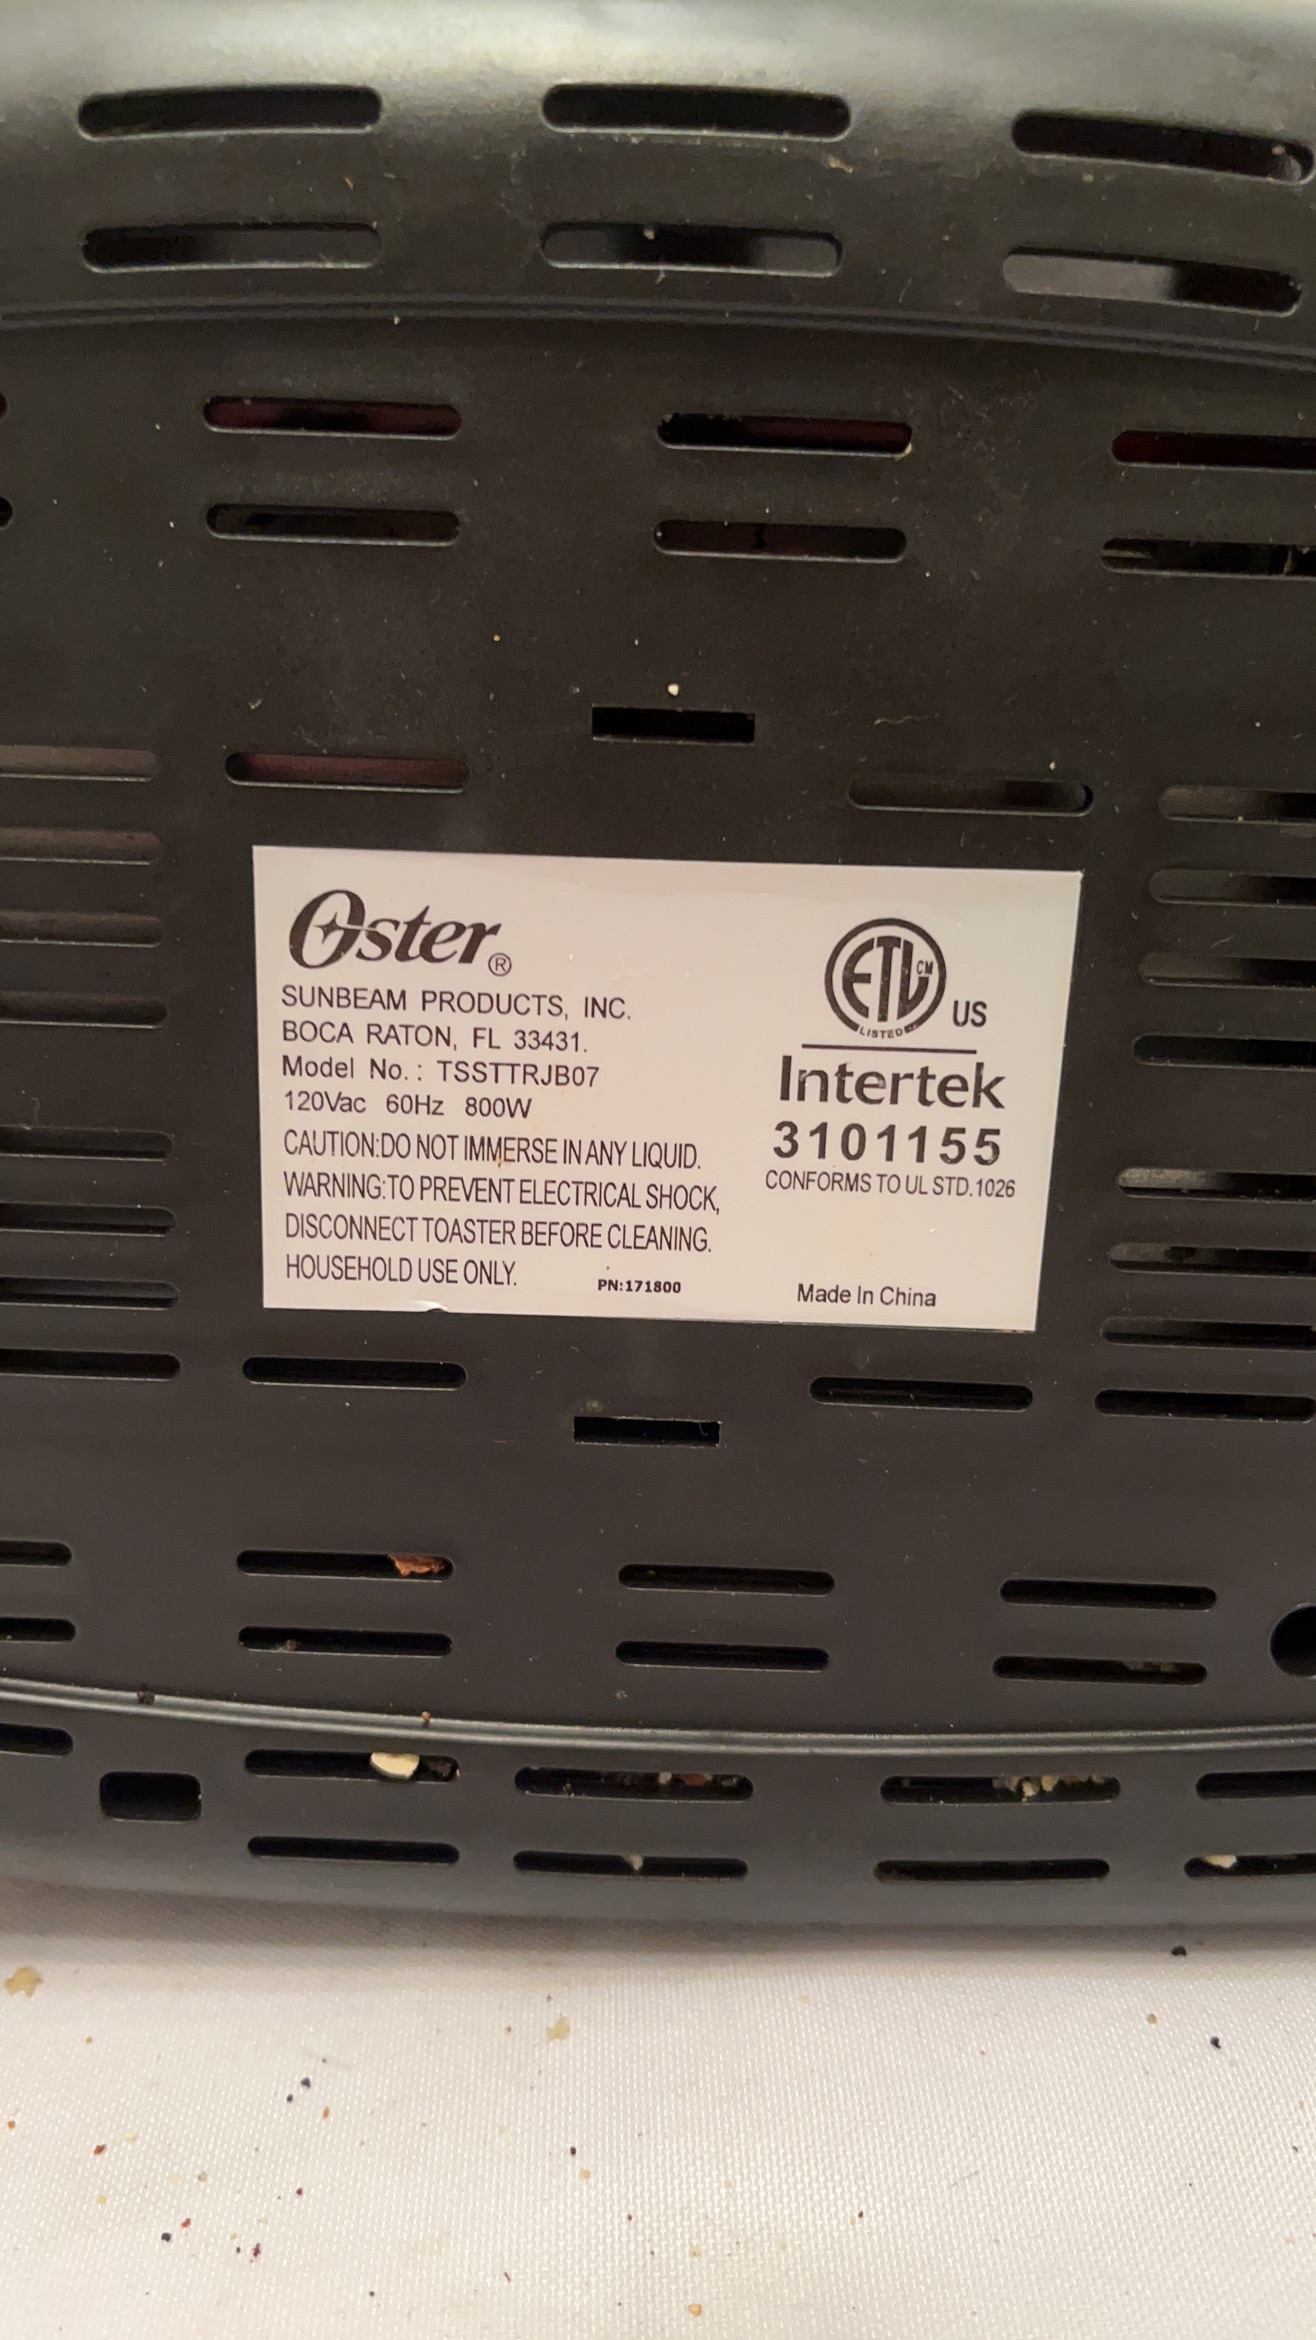 Oster®
SUNBEAM PRODUCTS, INC.
BOCA RATON, FL 33431.
Model No.: TSSTTRJB07
120Vac 60Hz 800W
CAUTION:DO NOT IMMERSE IN ANY LIQUID.
WARNING:TO PREVENT ELECTRICAL SHOCK,
DISCONNECT TOASTER BEFORE CLEANING.
HOUSEHOLD USE ONLY.
PN:171800
ETL CM
LISTED
US
Intertek
3101155
CONFORMS TO UL STD.1026
Made In China